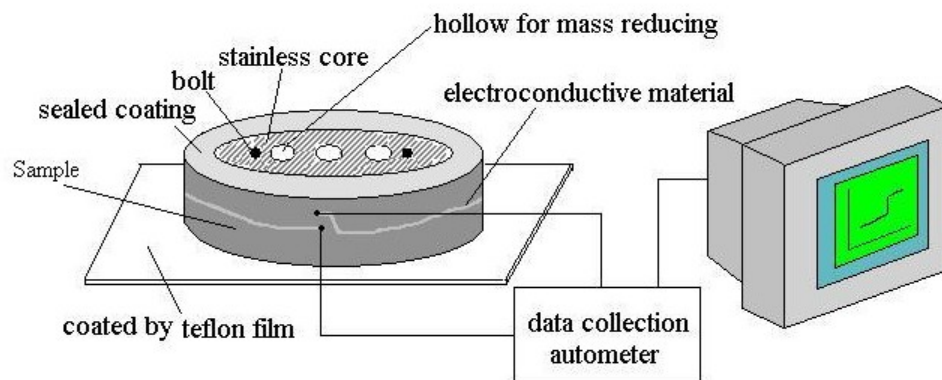 hollow for mass reducing
stainless core
bolt
electroconductive material
sealed coating
Sample
coated by teflon film
data collection
autometer